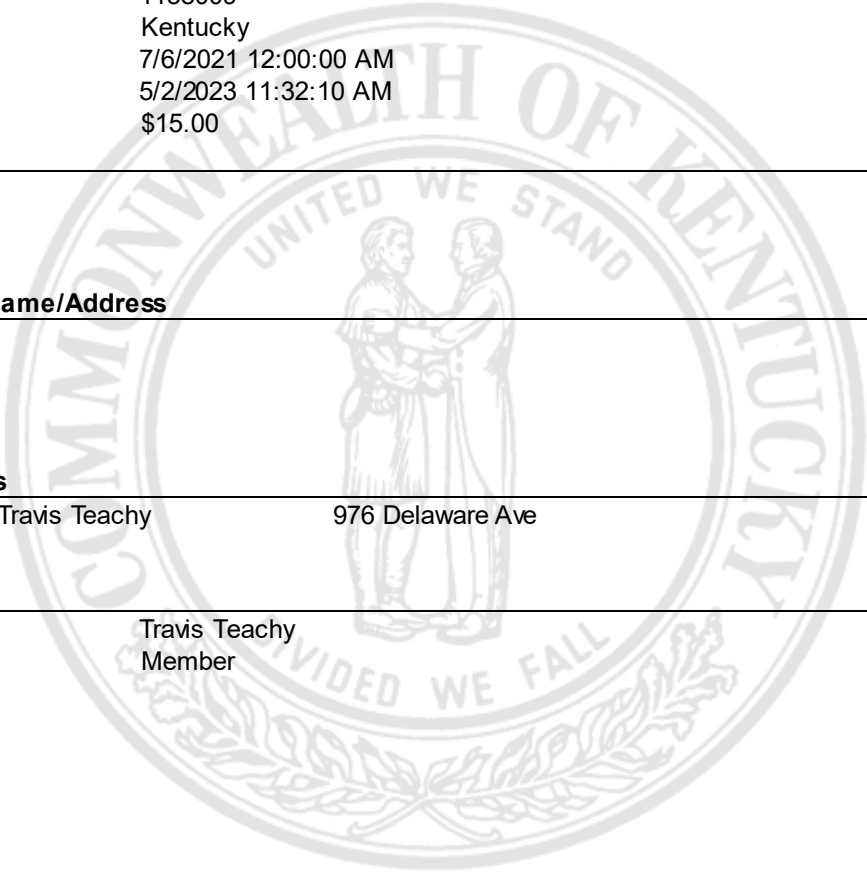 Kentucky
7/6/2021 12:00:00 AM
5/2/2023 11:32:10 AM
$15.00
COMMONWEALTH OF KENTUCKY
UNITED WE STAND
ame/Address
s
Travis Teachy 976 Delaware Ave
Travis Teachy
Member
DIVIDED WE FALL